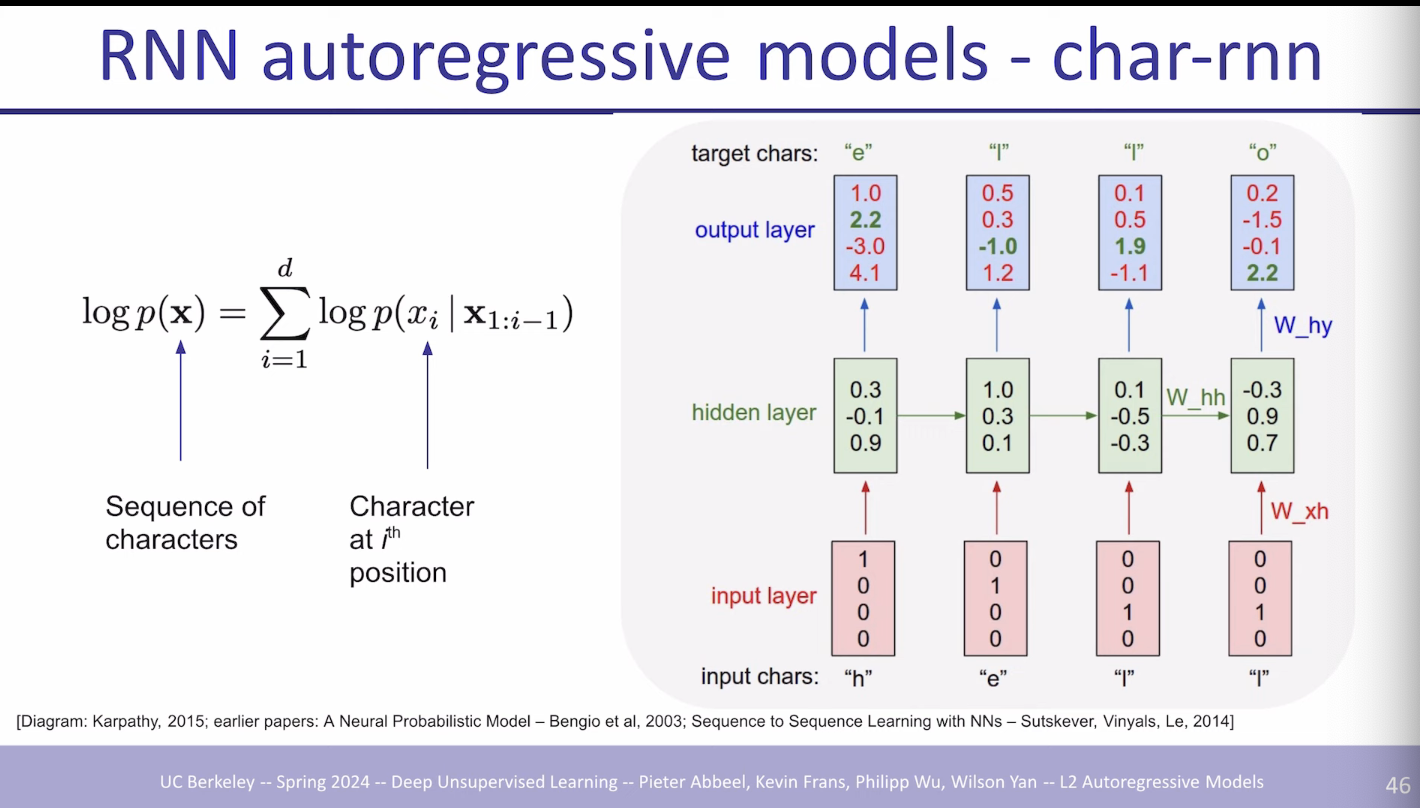 RNN autoregressive models - char-rnn
log p(x) = ∑ log p(x_i | x_{1:i−1})
d
i=1
Sequence of
characters
Character
at i^th
position
target chars: “e” “l” “l” “o”
output layer
1.0 0.5 0.1 0.2
2.2 0.3 0.5 -1.5
-3.0 -1.0 1.9 -0.1
4.1 1.2 -1.1 2.2
W_hy
hidden layer
0.3 1.0 0.1 -0.3
-0.1 0.3 -0.5 0.9
0.9 0.1 -0.3 0.7
W_hh
W_xh
input layer
1 0 0 0
0 1 0 0
0 0 1 1
0 0 0 0
input chars: “h” “e” “l” “l”
[Diagram: Karpathy, 2015; earlier papers: A Neural Probabilistic Model – Bengio et al, 2003; Sequence to Sequence Learning with NNs – Sutskever, Vinyals, Le, 2014]
UC Berkeley -- Spring 2024 -- Deep Unsupervised Learning -- Pieter Abbeel, Kevin Frans, Philipp Wu, Wilson Yan -- L2 Autoregressive Models
46